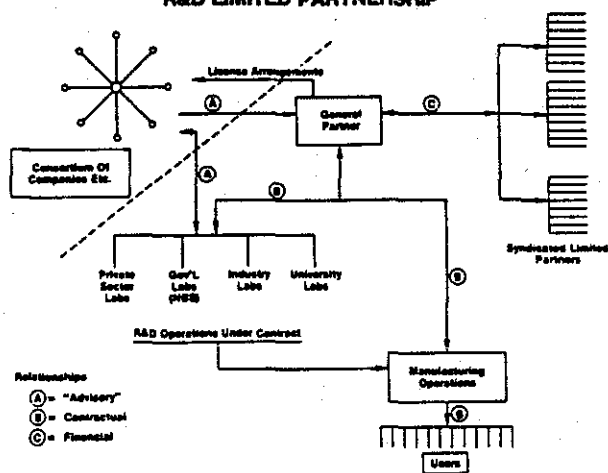 R&D LIMITED PARTNERSHIP
License Arrangements
A
General
Partner
C
Consortium Of
Companies Etc.
A
B
Syndicated Limited
Partners
Private
Sector
Labs
Gov't.
Labs
(NBS)
Industry
Labs
University
Labs
B
R&D Operations Under Contract
Manufacturing
Operations
Relationships
A = "Advisory"
B = Contractual
C = Financial
B
Users